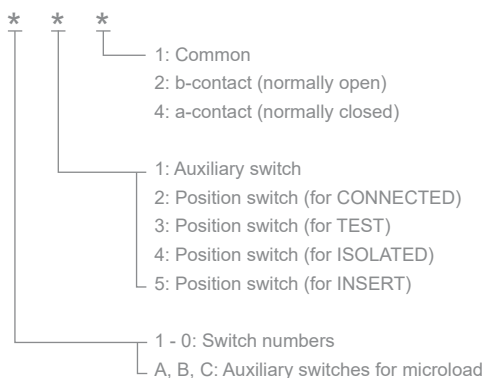 * * *
1: Common
2: b-contact (normally open)
4: a-contact (normally closed)
1: Auxiliary switch
2: Position switch (for CONNECTED)
3: Position switch (for TEST)
4: Position switch (for ISOLATED)
5: Position switch (for INSERT)
1 - 0: Switch numbers
A, B, C: Auxiliary switches for microload